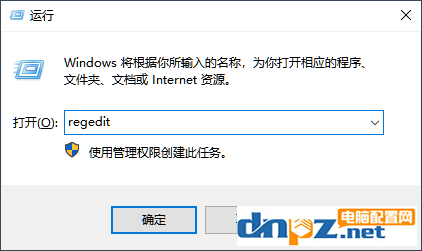 运行
Windows 将根据你所输入的名称，为你打开相应的程序、
文件夹、文档或 Internet 资源。
打开(O): regedit
使用管理权限创建此任务。
确定
电脑配置网
dnpz.net